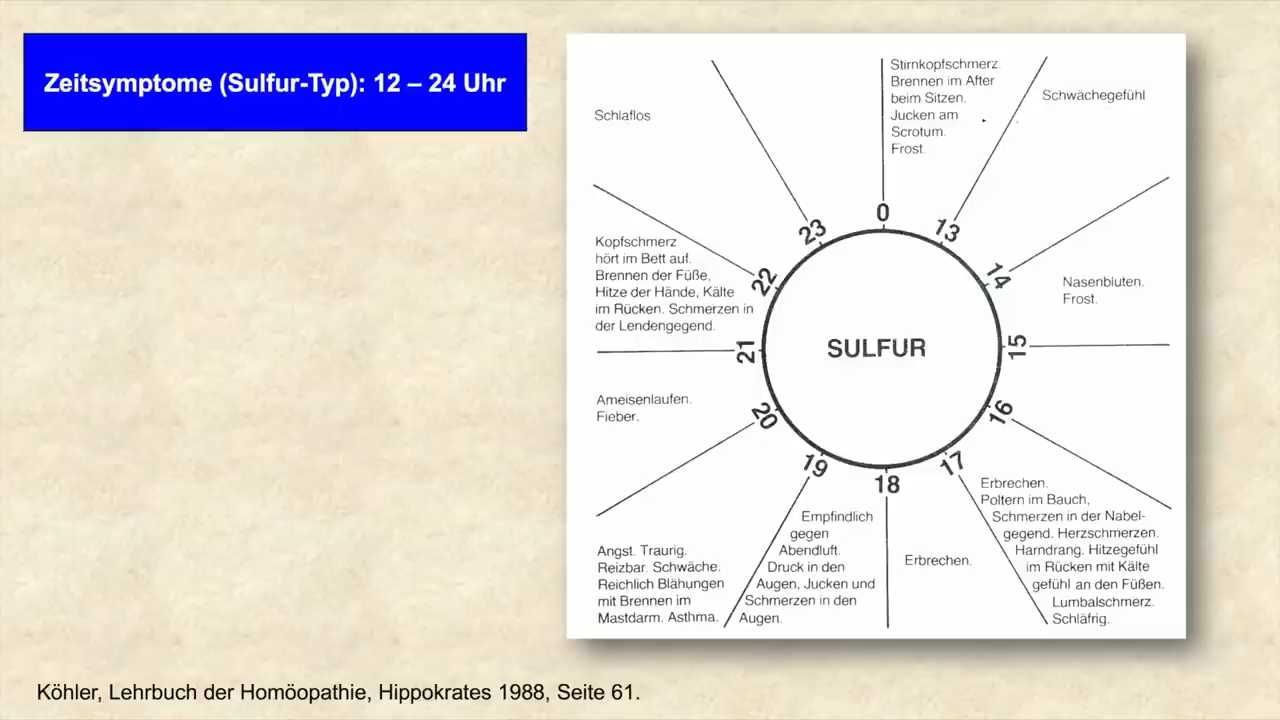 Zeitsymptome (Sulfur-Typ): 12 – 24 Uhr
Stirnkopfschmerz.
Brennen im After
beim Sitzen.
Jucken am
Scrotum.
Frost.
Schwächegefühl
Nasenbluten.
Frost.
Erbrechen.
Poltern im Bauch,
Schmerzen in der Nabel-
gegend. Herzschmerzen.
Harndrang. Hitzegefühl
im Rücken mit Kälte
gefühl an den Füßen.
Lumbalschmerz.
Schläfrig.
Erbrechen.
Empfindlich
gegen
Abendluft.
Druck in den
Augen, Jucken und
Schmerzen in den
Augen.
Angst. Traurig.
Reizbar. Schwäche.
Reichlich Blähungen
mit Brennen im
Mastdarm. Asthma.
Ameisenlaufen.
Fieber.
Kopfschmerz
hört im Bett auf.
Brennen der Füße,
Hitze der Hände, Kälte
im Rücken. Schmerzen in
der Lendengegend.
Schlaflos
0
13
14
15
16
17
18
19
20
21
22
23
SULFUR
Köhler, Lehrbuch der Homöopathie, Hippokrates 1988, Seite 61.